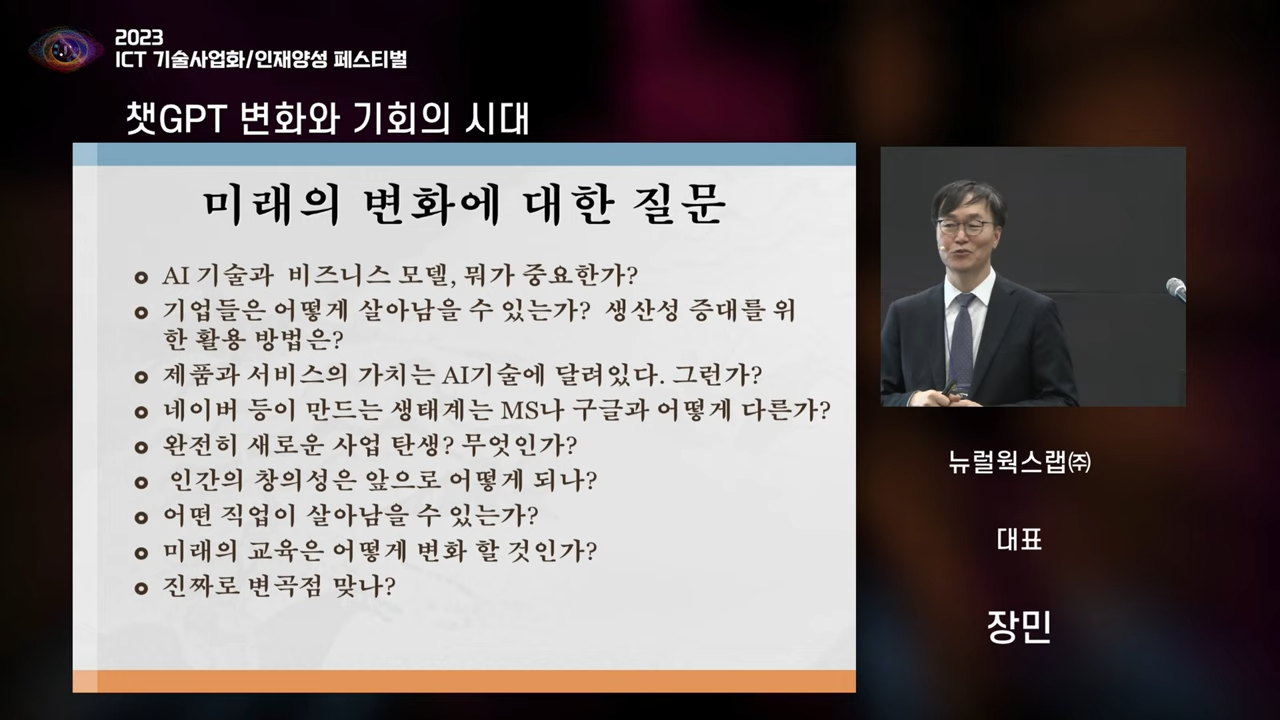 2023
ICT 기술사업화/인재양성 페스티벌
챗GPT 변화와 기회의 시대
미래의 변화에 대한 질문
AI 기술과 비즈니스 모델, 뭐가 중요한가?
기업들은 어떻게 살아남을 수 있는가? 생산성 증대를 위
한 활용 방법은?
제품과 서비스의 가치는 AI기술에 달려있다. 그런가?
네이버 등이 만드는 생태계는 MS나 구글과 어떻게 다른가?
완전히 새로운 사업 탄생? 무엇인가?
인간의 창의성은 앞으로 어떻게 되나?
어떤 직업이 살아남을 수 있는가?
미래의 교육은 어떻게 변화 할 것인가?
진짜로 변곡점 맞나?
뉴럴웍스랩㈜
대표
장민